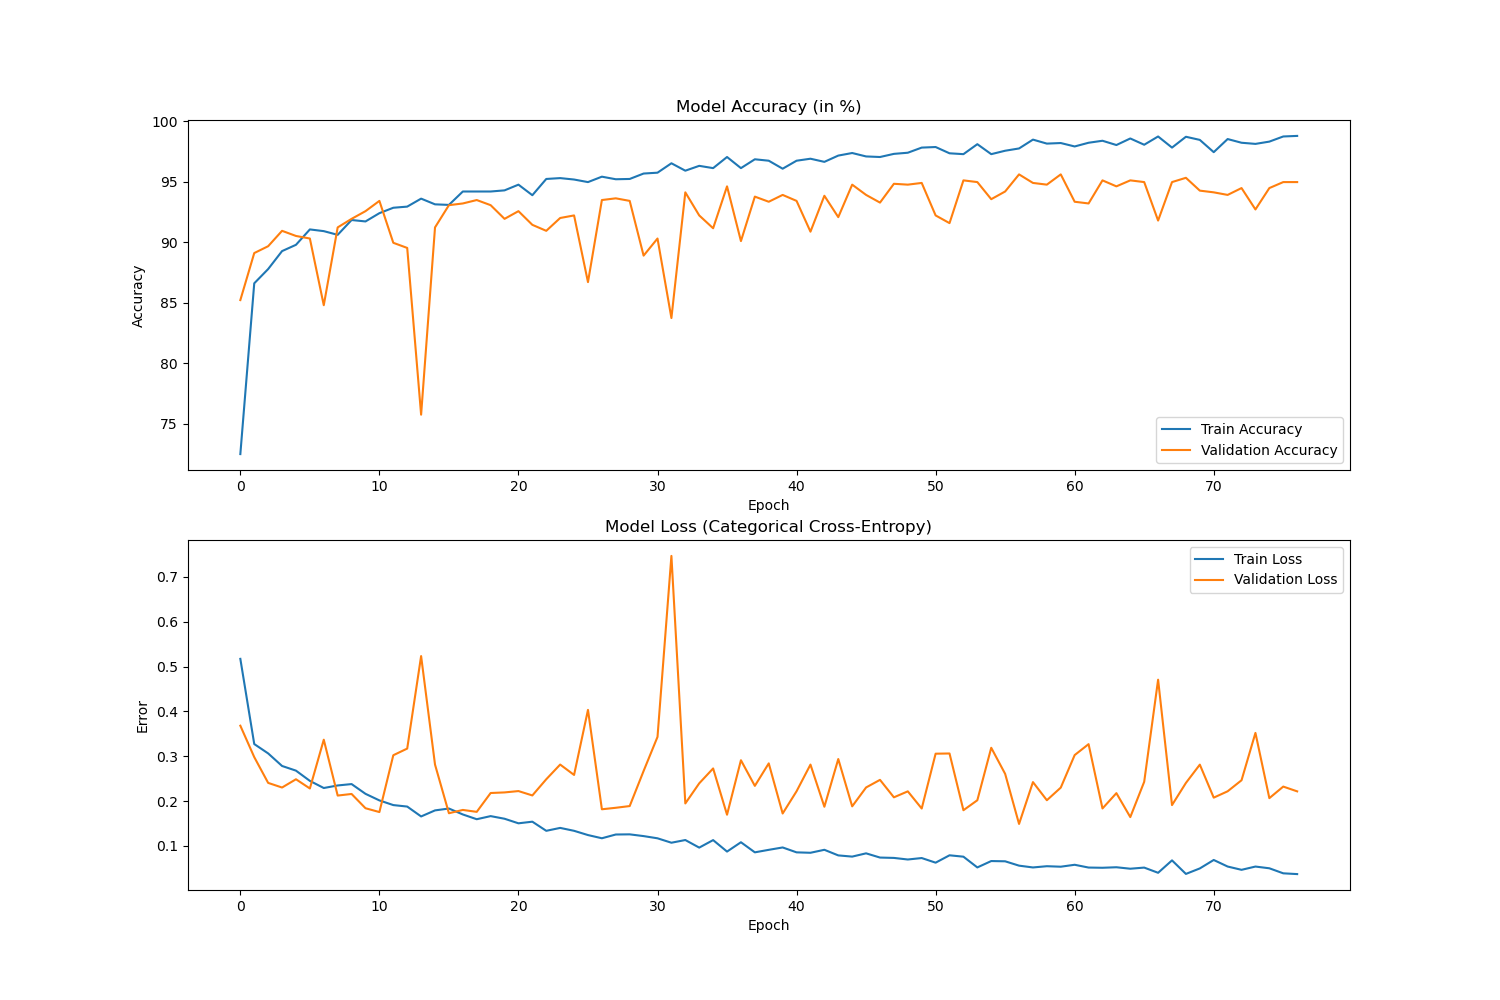 Model Accuracy (in %)
100
95
90
85
80
75
Accuracy
Train Accuracy
Validation Accuracy
0 10 20 30 40 50 60 70
Epoch
Model Loss (Categorical Cross-Entropy)
0.7
0.6
0.5
0.4
0.3
0.2
0.1
Error
Train Loss
Validation Loss
0 10 20 30 40 50 60 70
Epoch